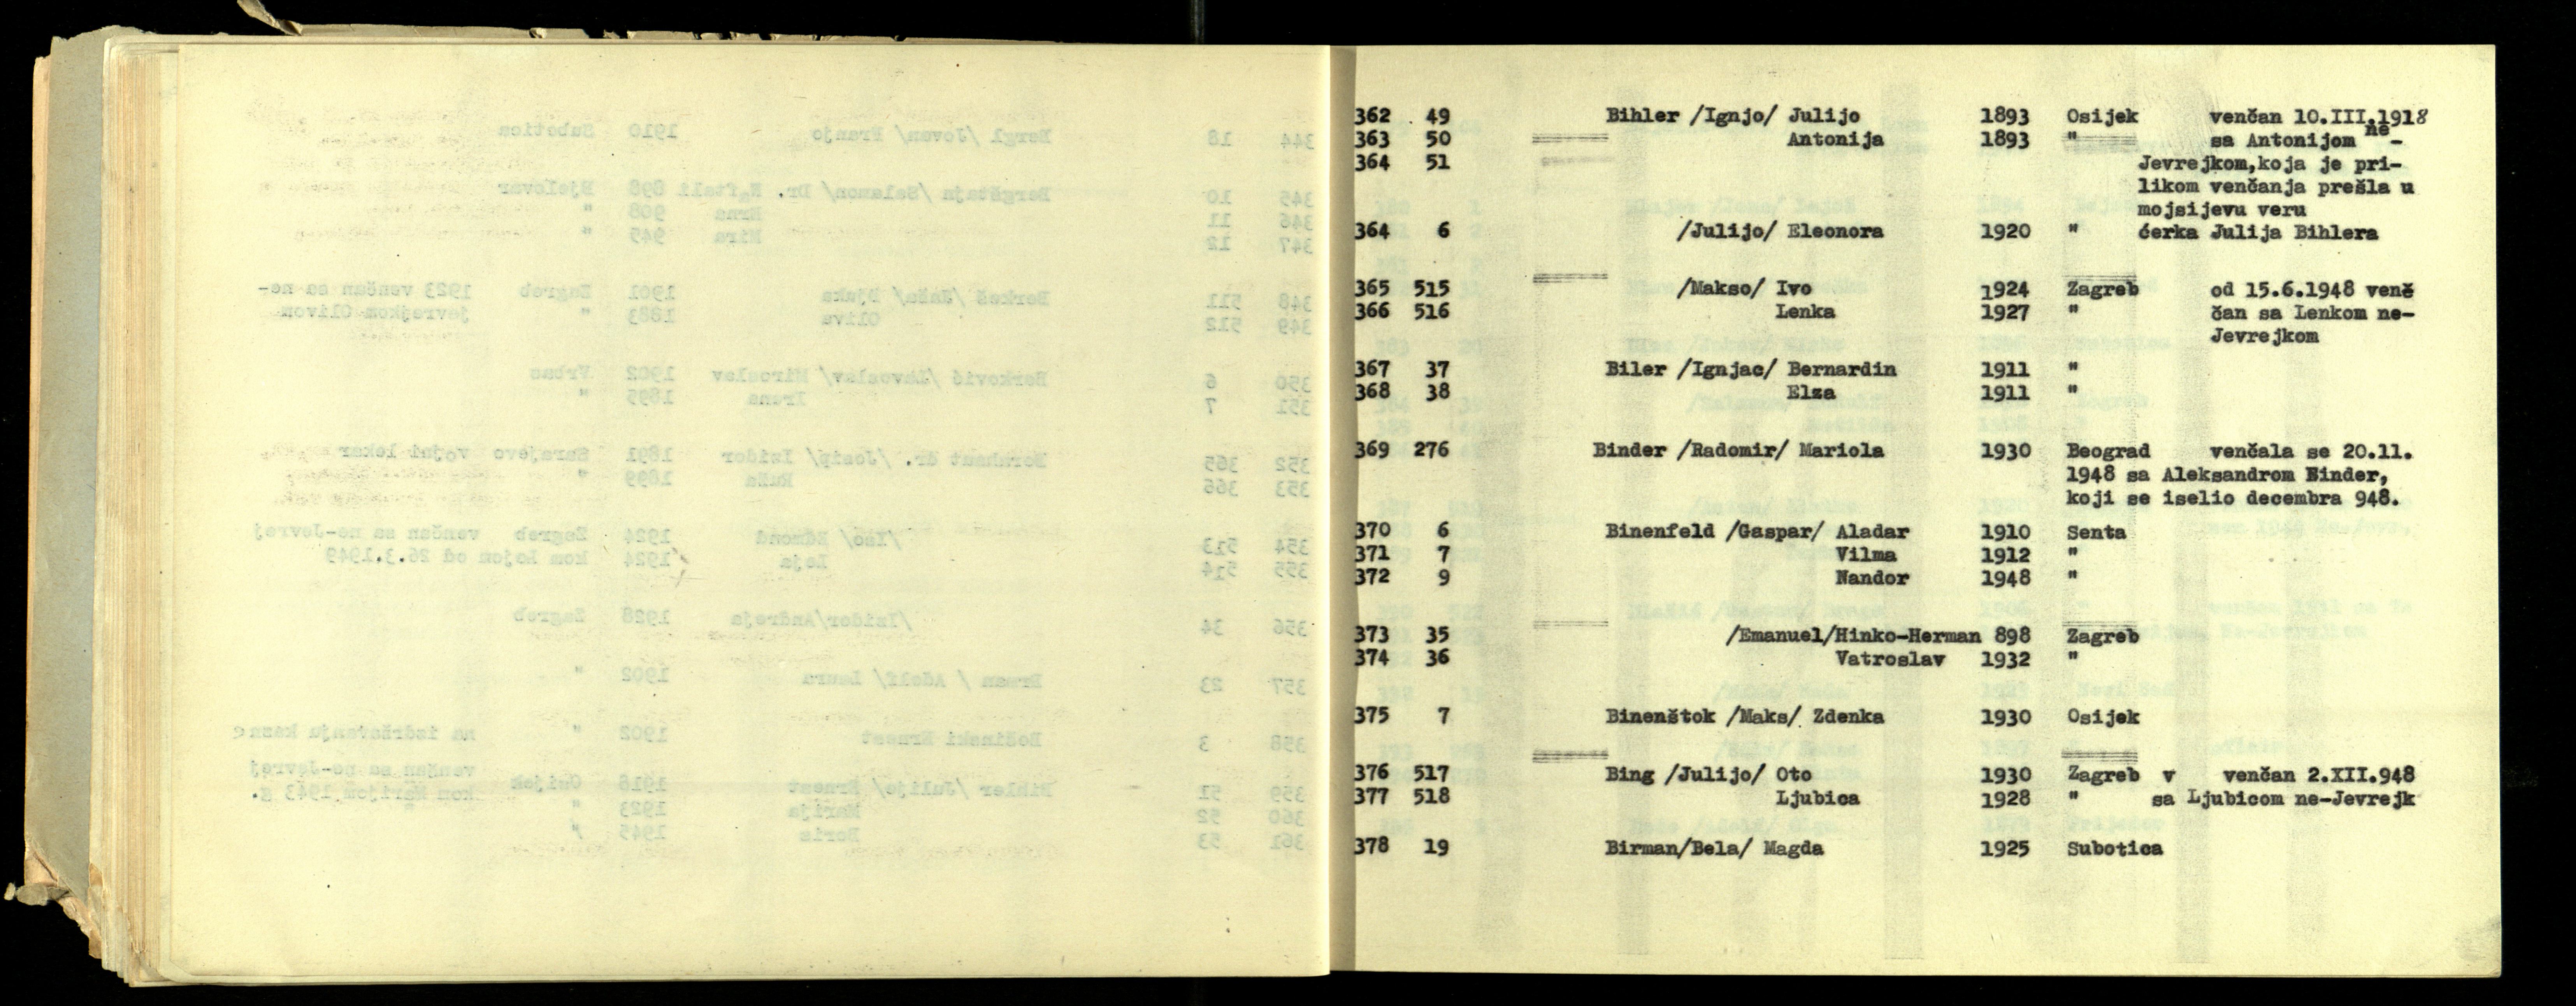 362 49 Bihler /Ignjo/ Julijo 1893 Osijek venčan 10.III.1918
363 50 Antonija 1893 " sa Antonijom ne-
364 51 Jevrejkom,koja je pri-
likom venčanja prešla u
mojsijevu veru
364 6 /Julijo/ Eleonora 1920 " ćerka Julija Bihlera
365 515 /Makso/ Ivo 1924 Zagreb od 15.6.1948 venč
366 516 Lenka 1927 " čan sa Lenkom ne-
Jevrejkom
367 37 Biler /Ignjac/ Bernardin 1911 "
368 38 Elza 1911 "
369 276 Binder /Radomir/ Mariola 1930 Beograd venčala se 20.11.
1948 sa Aleksandrom Binder,
koji se iselio decembra 948.
370 6 Binenfeld /Gaspar/ Aladar 1910 Senta
371 7 Vilma 1912 "
372 9 Nandor 1948 "
373 35 /Emanuel/Hinko-Herman 898 Zagreb
374 36 Vatroslav 1932 "
375 7 Binenštok /Maks/ Zdenka 1930 Osijek
376 517 Bing /Julijo/ Oto 1930 Zagreb v venčan 2.XII.948
377 518 Ljubica 1928 " sa Ljubicom ne-Jevrejk
378 19 Birman/Bela/ Magda 1925 Subotica